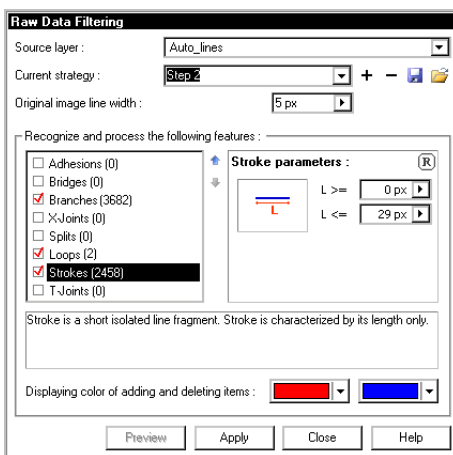 Raw Data Filtering
Source layer : Auto_lines
Current strategy : Step 2
Original image line width : 5 px
Recognize and process the following features :
Adhesions (0)
Bridges (0)
Branches (3682)
X-Joints (0)
Splits (0)
Loops (2)
Strokes (2458)
T-Joints (0)
Stroke parameters : R
L
L >= 0 px
L <= 29 px
Stroke is a short isolated line fragment. Stroke is characterized by its length only.
Displaying color of adding and deleting items :
Preview Apply Close Help